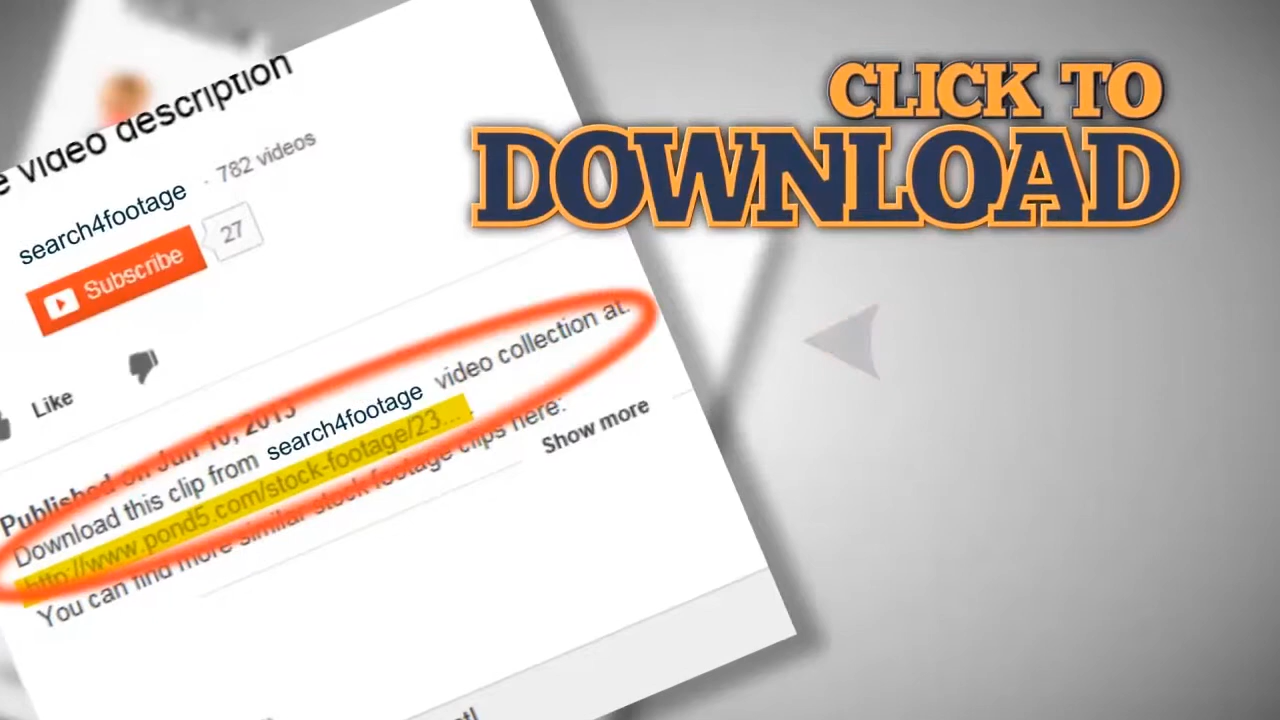 CLICK TO
DOWNLOAD
video description
search4footage · 782 videos
Subscribe 27
Like
Published on Jun 10, 2013
Download this clip from search4footage video collection at:
http://www.pond5.com/stock-footage/23...
You can find more similar stock footage clips here:
Show more